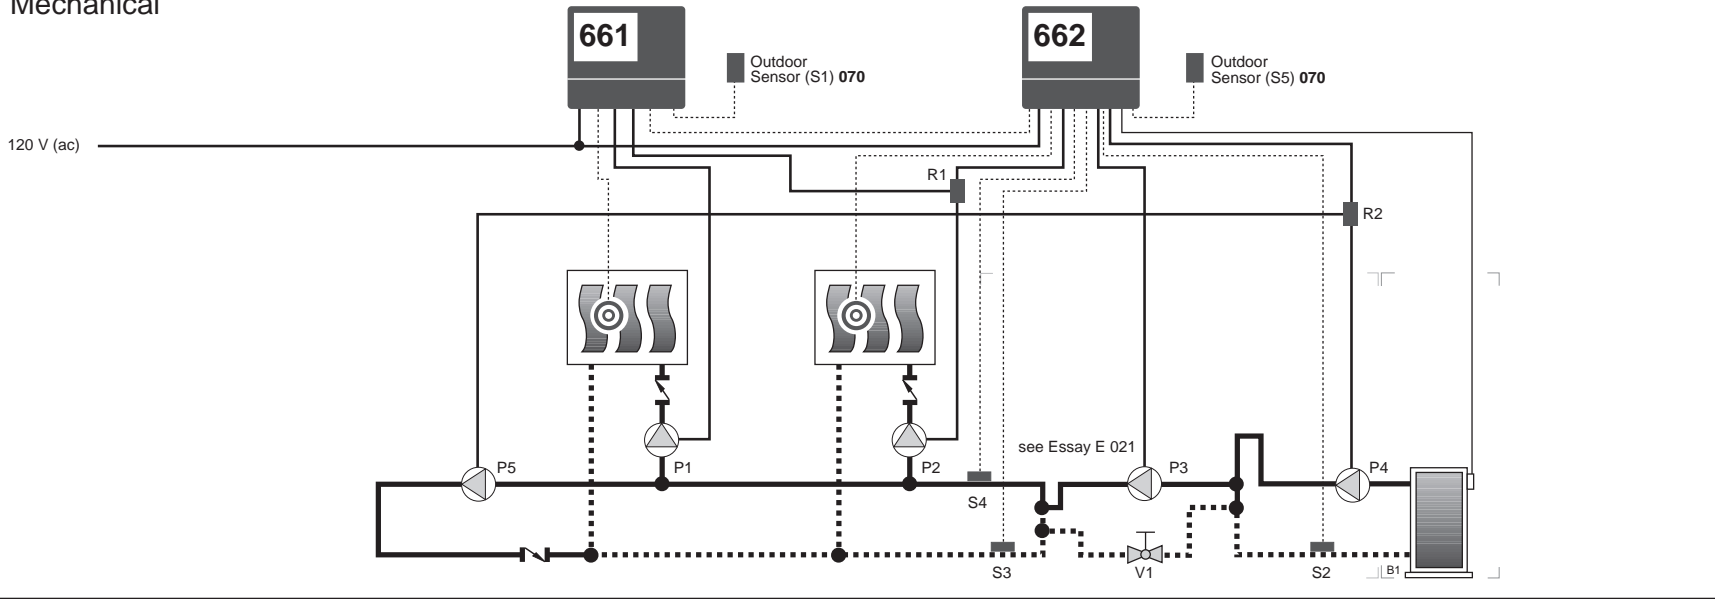 Mechanical
661
662
Outdoor
Sensor (S1) 070
Outdoor
Sensor (S5) 070
120 V (ac)
R1
R2
see Essay E 021
P5
P1
P2
P3
P4
S4
S3
V1
S2
B1